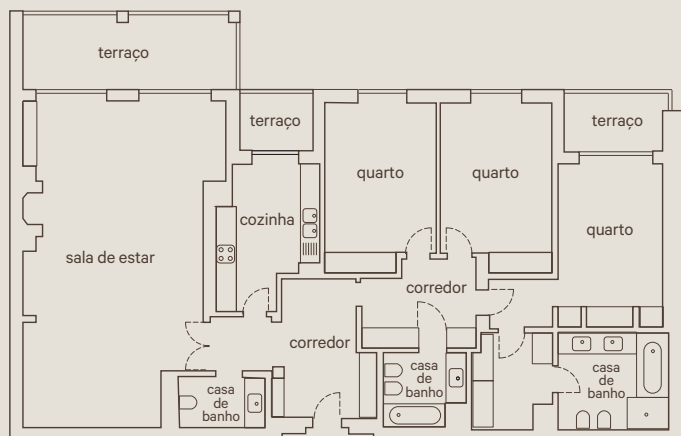 terraço
terraço
terraço
quarto
quarto
cozinha
quarto
sala de estar
corredor
corredor
casa
de
banho
casa
de
banho
casa
de
banho